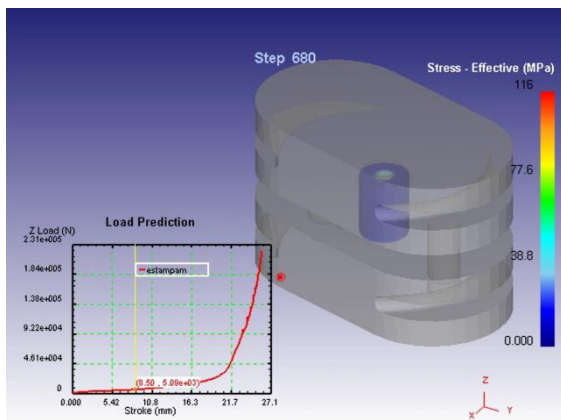 Step 680
Stress - Effective (MPa)
116
77.6
38.8
0.000
Load Prediction
Z Load (N)
2.31e+005
1.84e+005
1.38e+005
9.22e+004
4.61e+004
0
estampam
(8.50 , 5.09e+03)
0.000
5.42
10.8
16.3
21.7
27.1
Stroke (mm)
Z
X
Y